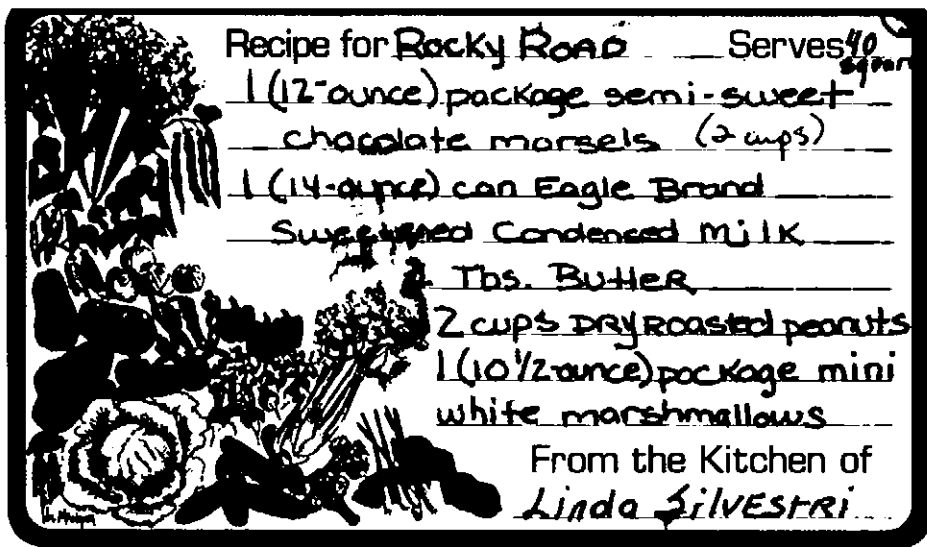 Recipe for Rocky Road Serves 40 squares
1 (12-ounce) package semi-sweet
chocolate morsels (2 cups)
1 (14-ounce) can Eagle Brand
Sweetened Condensed Milk
Tbs. Butter
2 cups DRY ROASTED peanuts
1 (10 1/2-ounce) package mini
white marshmallows
From the Kitchen of
Linda SilVESTRi